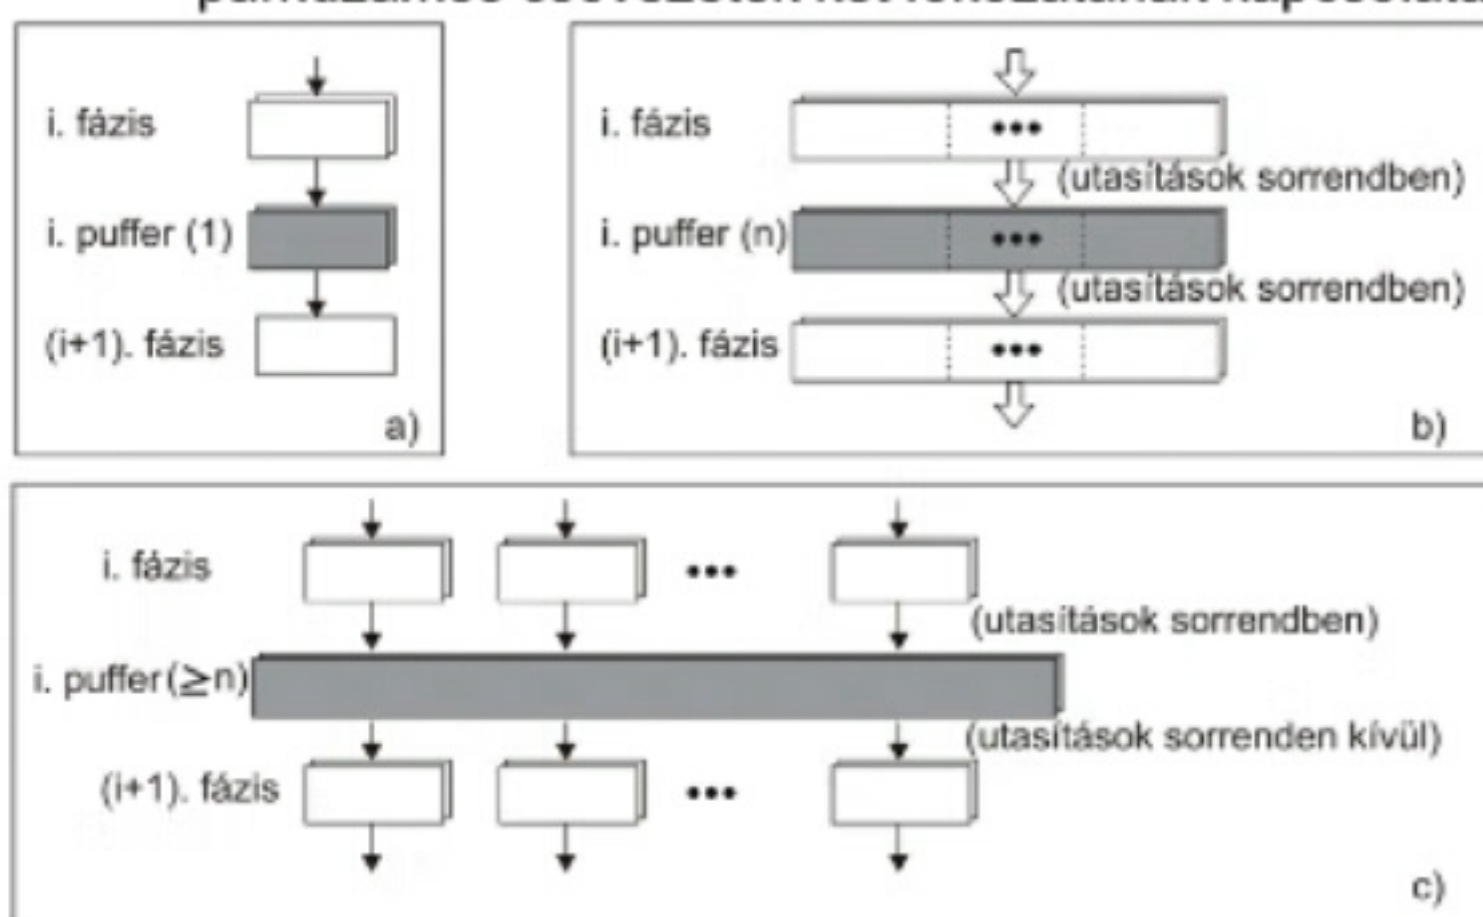 i. fázis
i. puffer (1)
(i+1). fázis
a)
i. fázis
(utasítások sorrendben)
i. puffer (n)
(utasítások sorrendben)
(i+1). fázis
b)
i. fázis
(utasítások sorrendben)
i. puffer (≥n)
(utasítások sorrenden kívül)
(i+1). fázis
c)